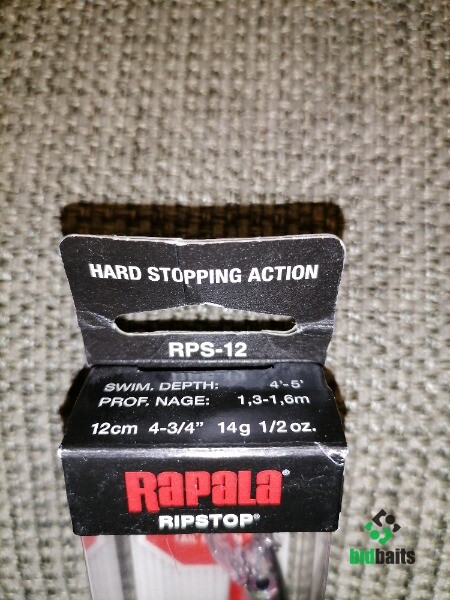 HARD STOPPING ACTION
RPS-12
SWIM. DEPTH: 4'-5'
PROF. NAGE: 1,3-1,6m
12cm 4-3/4" 14g 1/2 oz.
Rapala®
RIPSTOP®
bidbaits